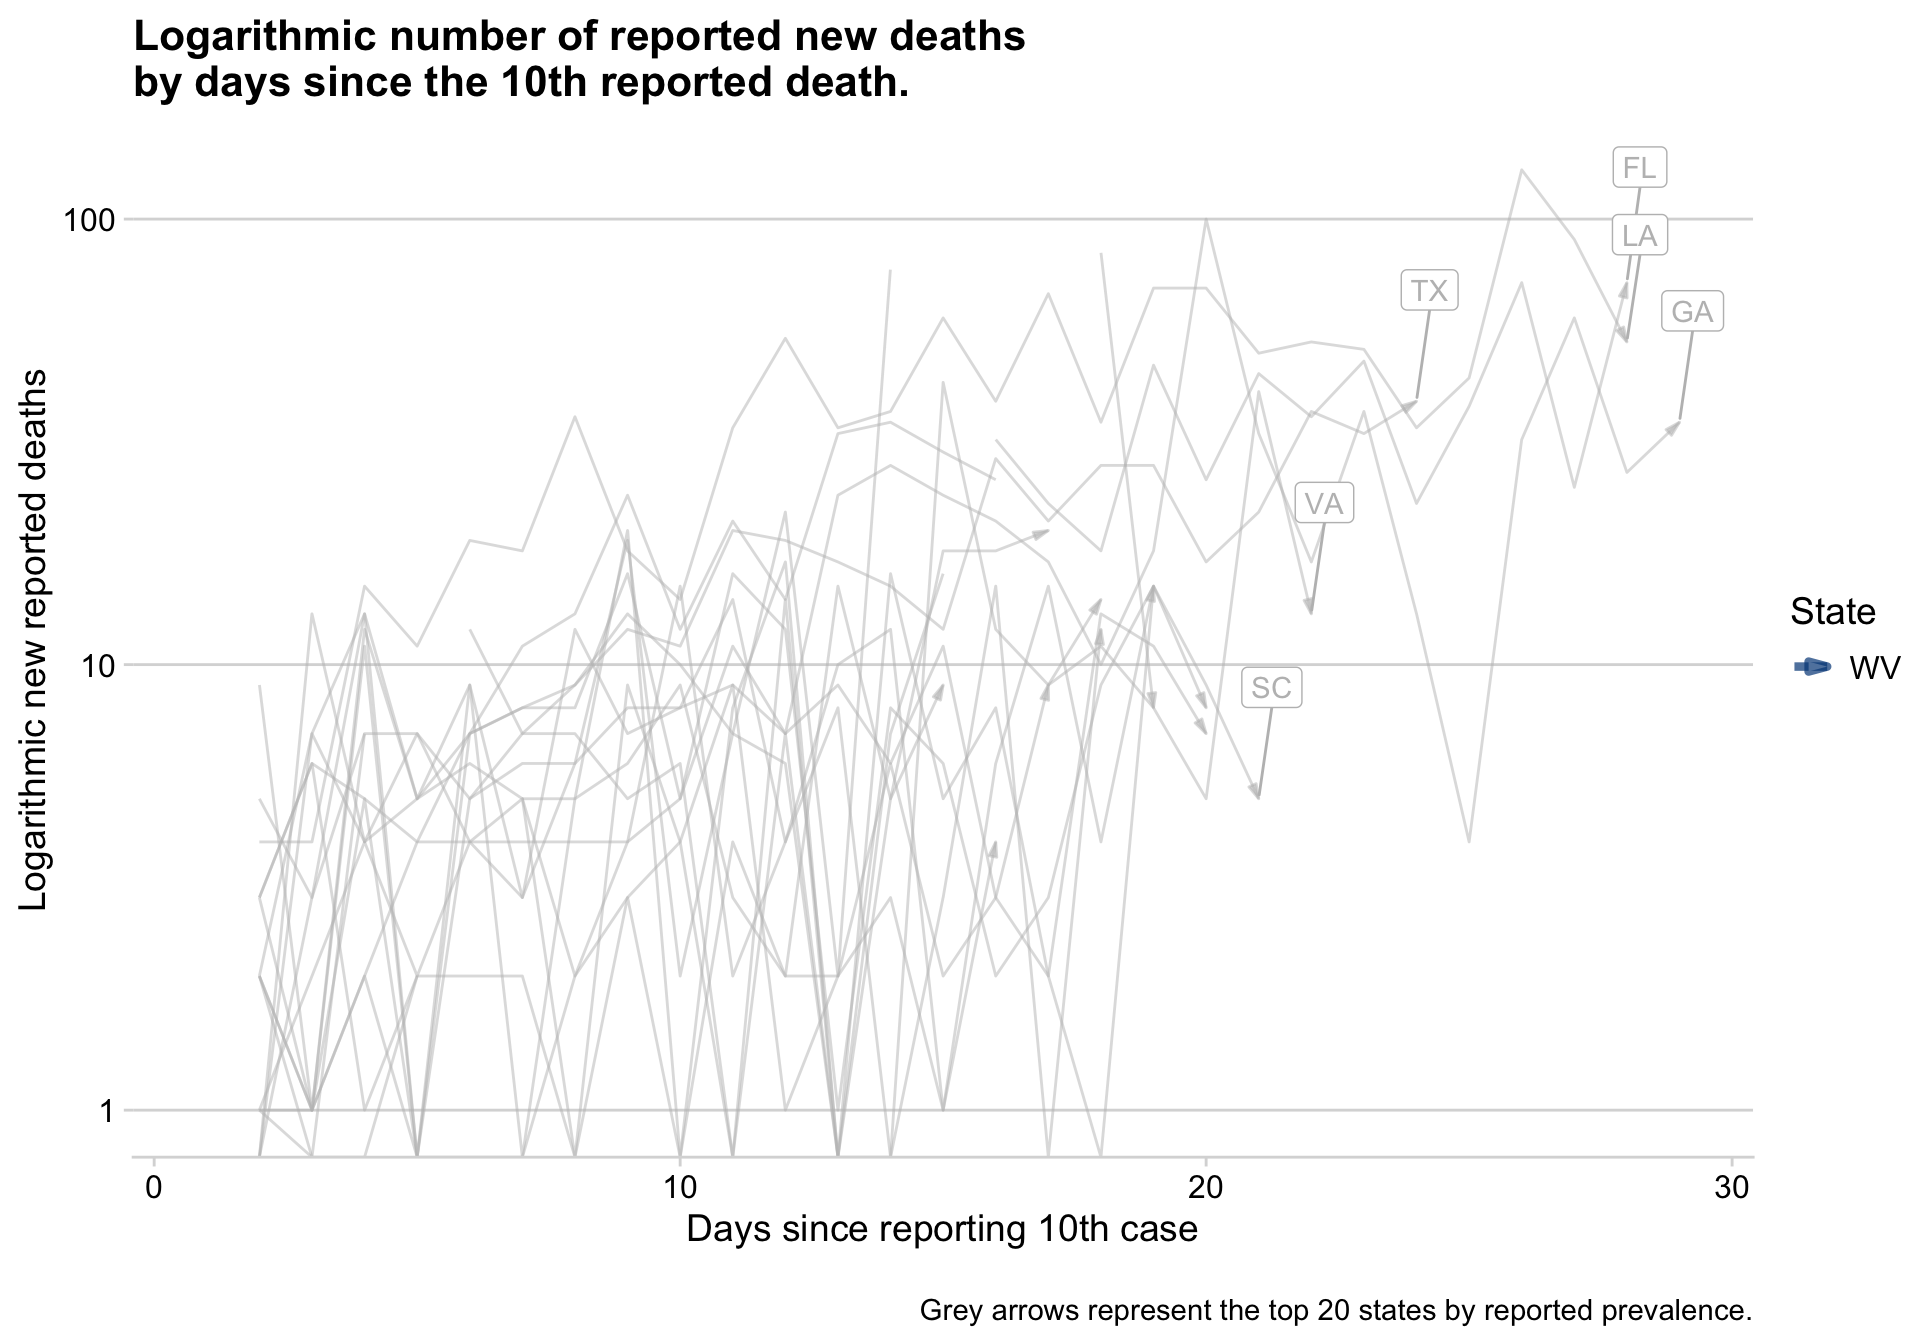 Logarithmic number of reported new deaths
by days since the 10th reported death.
FL
100
LA
TX
GA
Logarithmic new reported deaths
VA
State
10
WV
SC
1
0 10 20 30
Days since reporting 10th case
Grey arrows represent the top 20 states by reported prevalence.